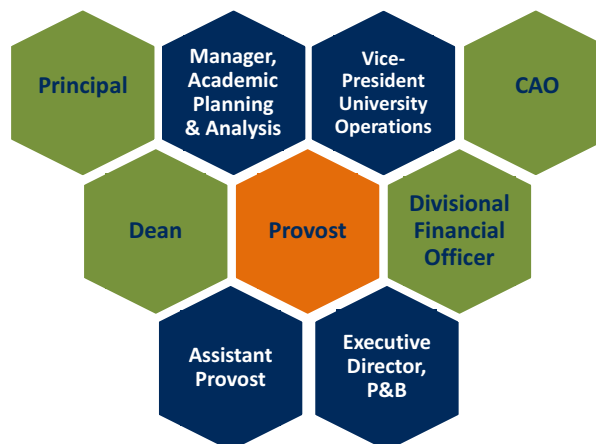 Principal
Manager,
Academic
Planning
& Analysis
Vice-
President
University
Operations
CAO
Dean
Provost
Divisional
Financial
Officer
Assistant
Provost
Executive
Director,
P&B